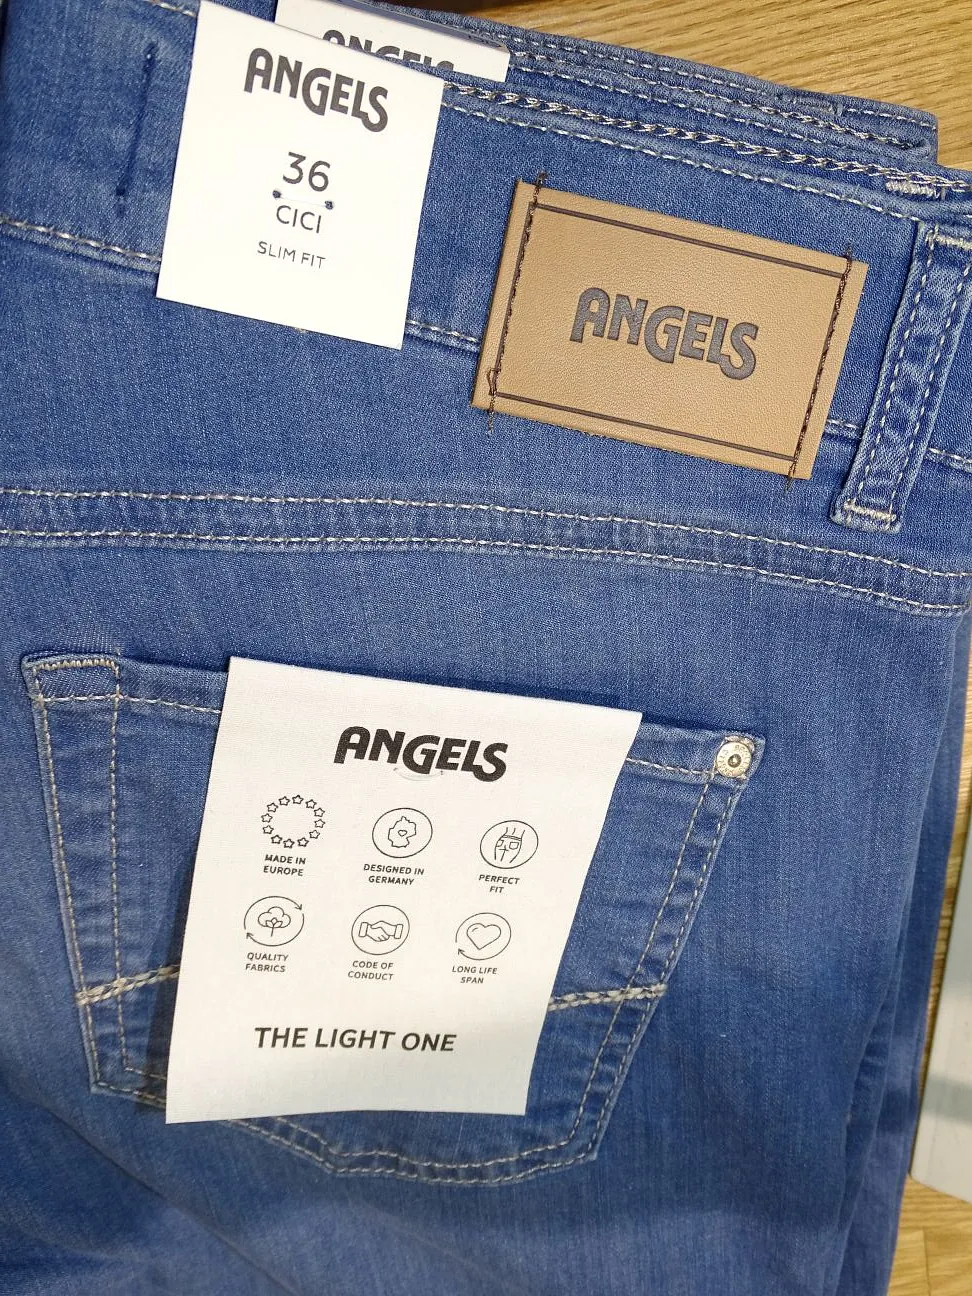 ANGELS
ANGELS
36
CICI
SLIM FIT
ANGELS
ANGELS
MADE IN
EUROPE
DESIGNED IN
GERMANY
PERFECT
FIT
QUALITY
FABRICS
CODE OF
CONDUCT
LONG LIFE
SPAN
THE LIGHT ONE